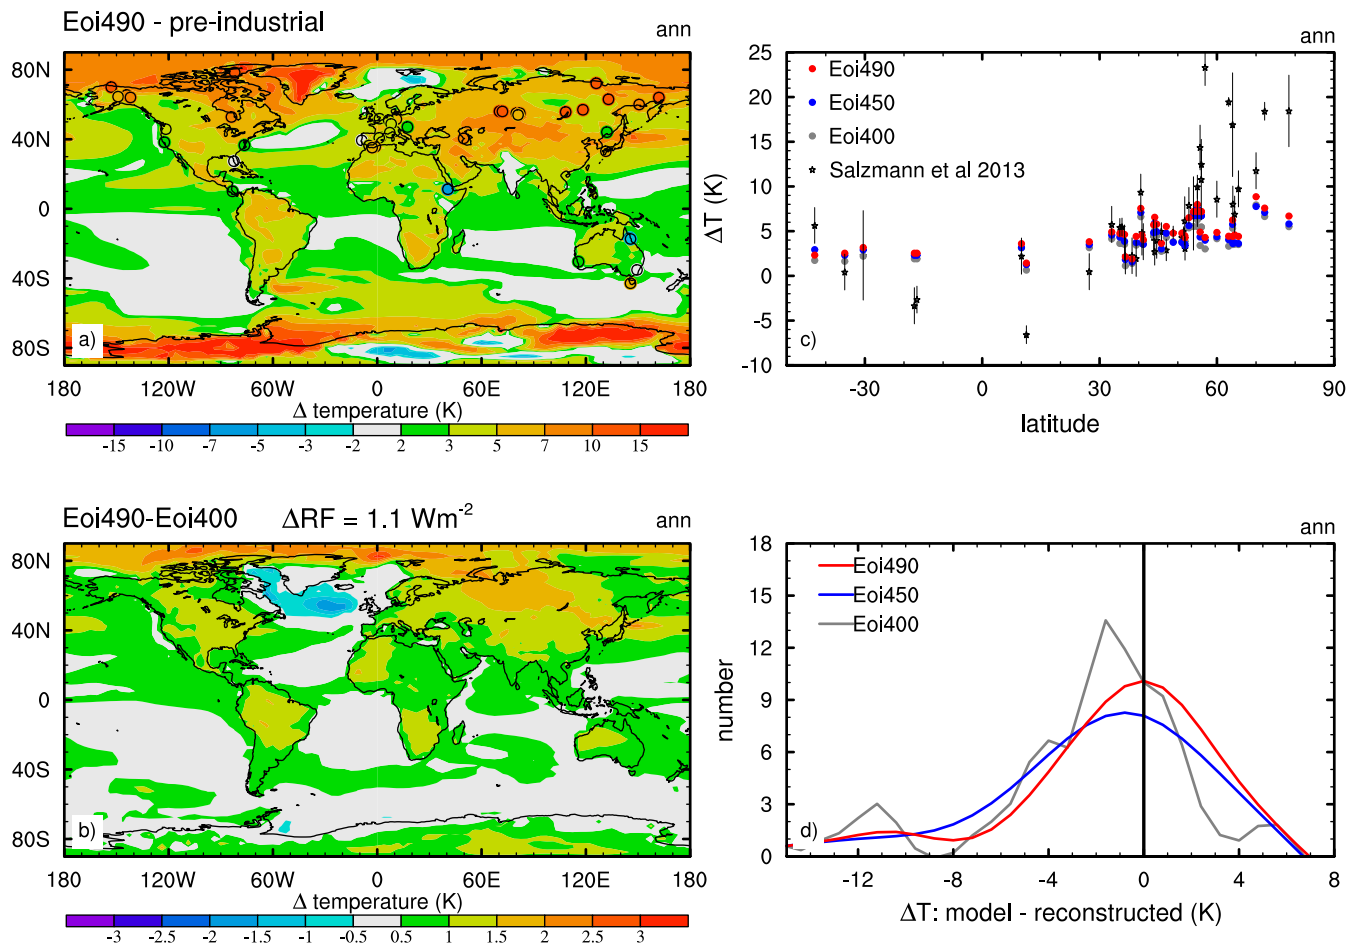 Eoi490 - pre-industrial
ann
80N
40N
0
40S
80S
a)
180 120W 60W 0 60E 120E 180
Δ temperature (K)
-15 -10 -7 -5 -3 -2 2 3 5 7 10 15
ann
25
20
15
10
5
0
-5
-10
ΔT (K)
Eoi490
Eoi450
Eoi400
Salzmann et al 2013
c)
-30 0 30 60 90
latitude
Eoi490-Eoi400 ΔRF = 1.1 Wm⁻²
ann
80N
40N
0
40S
80S
b)
180 120W 60W 0 60E 120E 180
Δ temperature (K)
-3 -2.5 -2 -1.5 -1 -0.5 0.5 1 1.5 2 2.5 3
ann
18
15
12
9
6
3
0
number
Eoi490
Eoi450
Eoi400
d)
-12 -8 -4 0 4 8
ΔT: model - reconstructed (K)